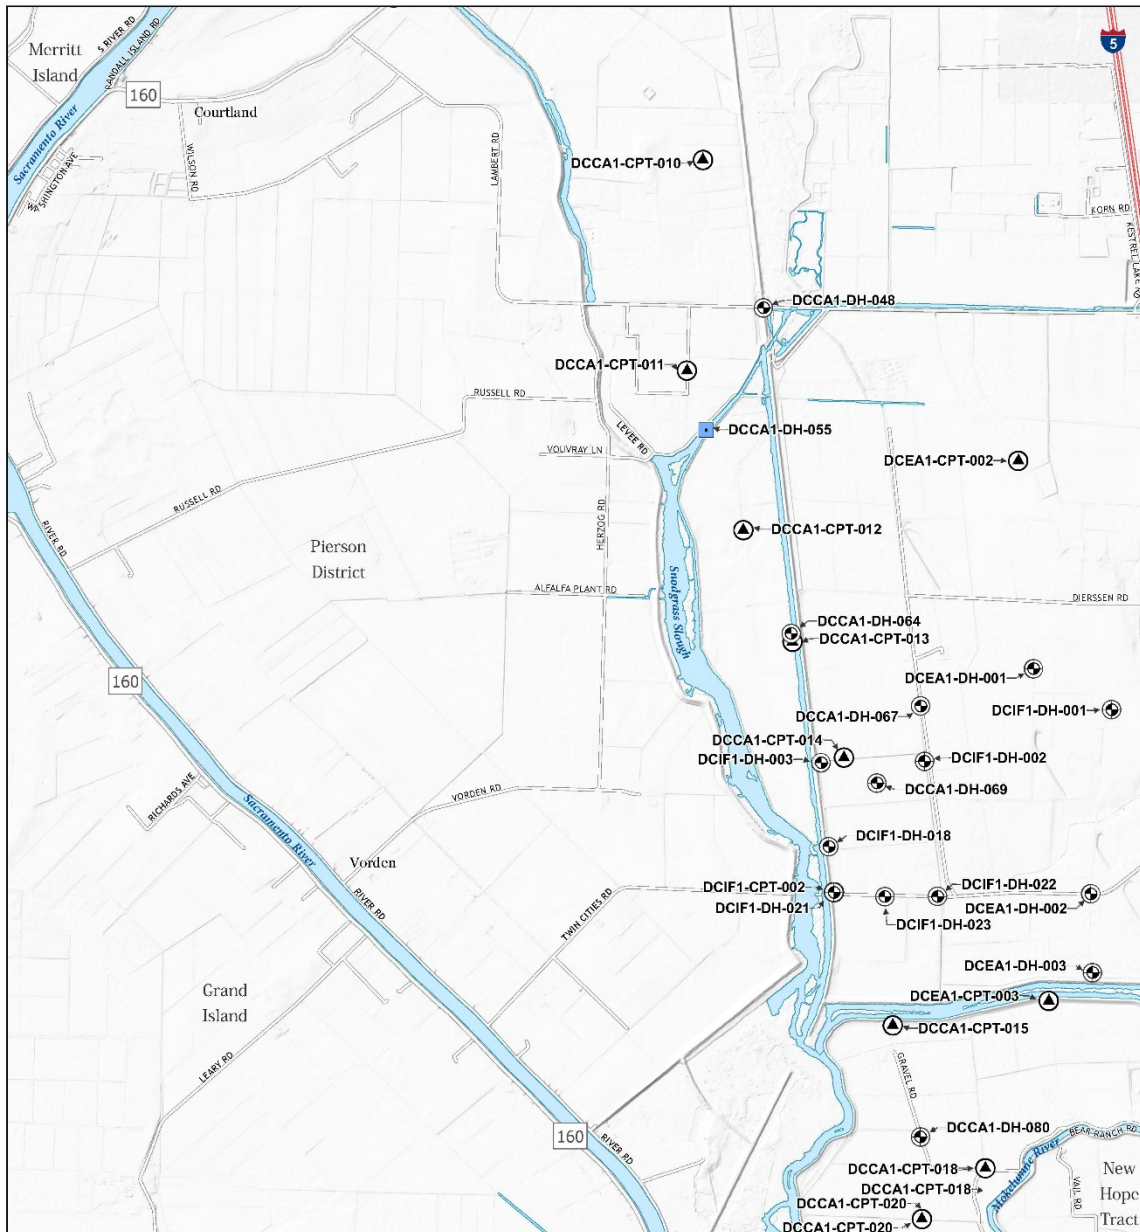 Merritt
Island
S RIVER RD
RANDALL ISLAND RD
5
160
Courtland
Sacramento River
WASHINGTON AVE
WILSON RD
LAMBERT RD
DCCA1-CPT-010
KORN RD
KESTREL LAKE RD
DCCA1-DH-048
DCCA1-CPT-011
RUSSELL RD
LEVEE RD
DCCA1-DH-055
VOUVRAY LN
DCEA1-CPT-002
RUSSELL RD
RIVER RD
HERZOG RD
DCCA1-CPT-012
Pierson
District
ALFALFA PLANT RD
Snodgrass Slough
DIERSSEN RD
DCCA1-DH-064
DCCA1-CPT-013
160
DCEA1-DH-001
DCCA1-DH-067
DCIF1-DH-001
DCCA1-CPT-014
DCIF1-DH-003
DCIF1-DH-002
DCCA1-DH-069
RICHARDS AVE
VORDEN RD
Sacramento River
DCIF1-DH-018
Vorden
RIVER RD
TWIN CITIES RD
DCIF1-CPT-002
DCIF1-DH-021
DCIF1-DH-022
DCEA1-DH-002
DCIF1-DH-023
DCEA1-DH-003
Grand
Island
DCEA1-CPT-003
DCCA1-CPT-015
LEARY RD
GRAVEL RD
160
RIVER RD
DCCA1-DH-080
BEAR RANCH RD
DCCA1-CPT-018
DCCA1-CPT-018
Mokelumne River
VAIL RD
New
Hope
Tract
DCCA1-CPT-020
DCCA1-CPT-020